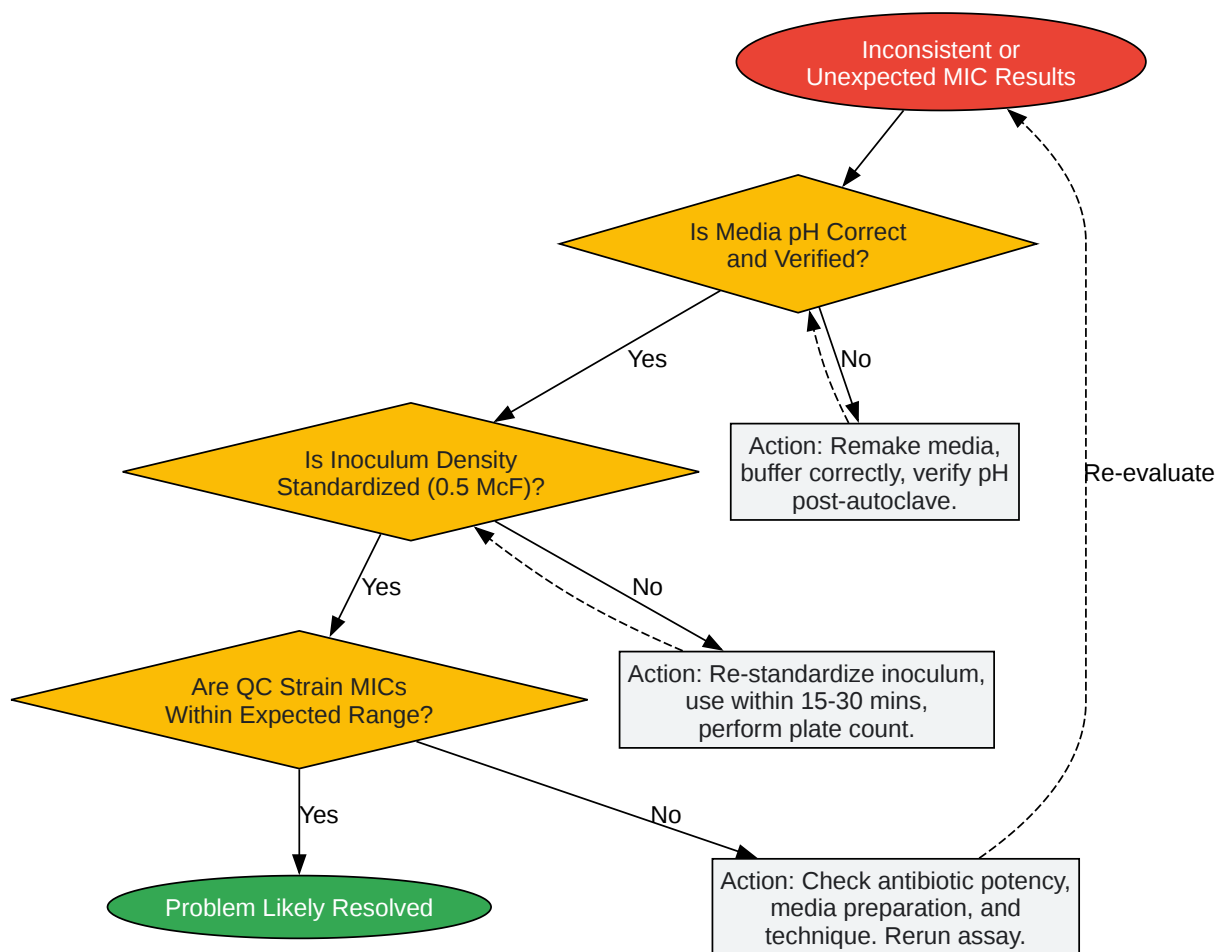 Inconsistent or
Unexpected MIC Results
Is Media pH Correct
and Verified?
Yes
No
Action: Remake media,
buffer correctly, verify pH
post-autoclave.
Re-evaluate
Is Inoculum Density
Standardized (0.5 McF)?
Yes
No
Action: Re-standardize inoculum,
use within 15-30 mins,
perform plate count.
Are QC Strain MICs
Within Expected Range?
Yes
No
Action: Check antibiotic potency,
media preparation, and
technique. Rerun assay.
Problem Likely Resolved